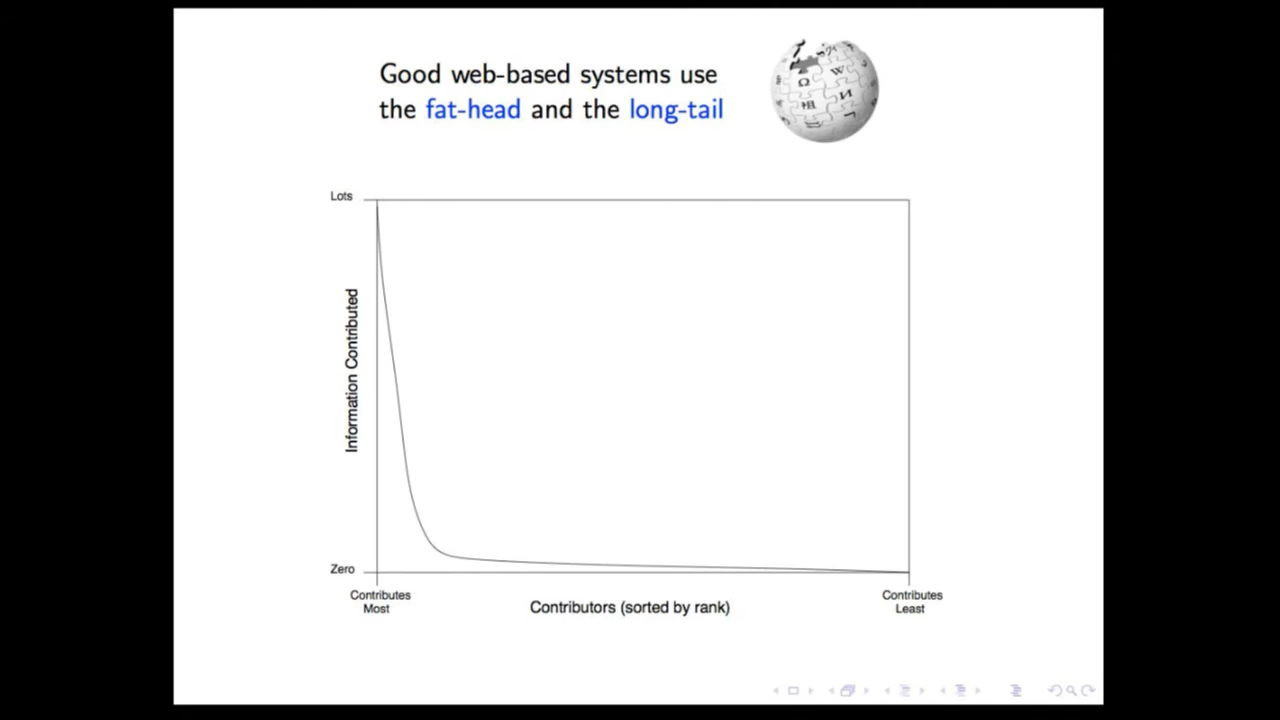 Good web-based systems use
the fat-head and the long-tail
Lots
Information Contributed
Zero
Contributes
Most
Contributors (sorted by rank)
Contributes
Least